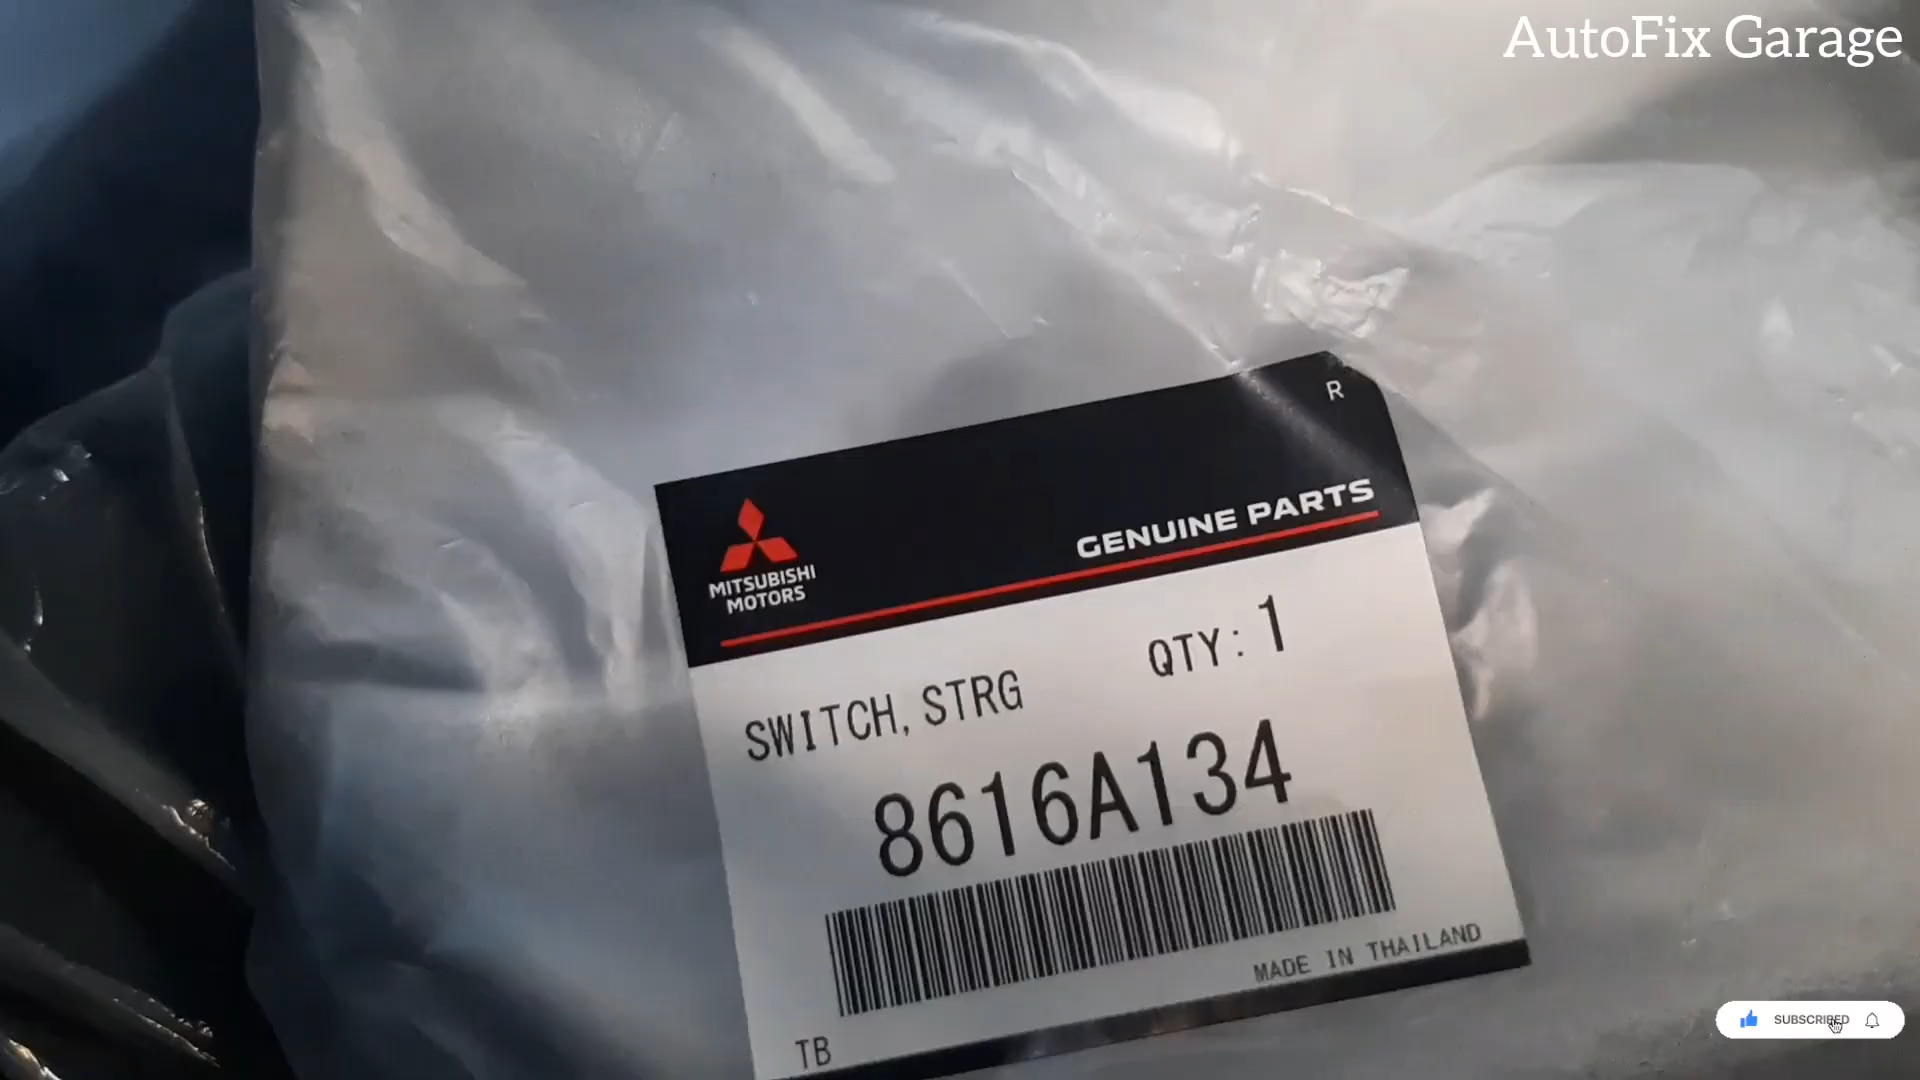 AutoFix Garage
R
GENUINE PARTS
MITSUBISHI
MOTORS
QTY: 1
SWITCH, STRG
8616A134
MADE IN THAILAND
TB
SUBSCRIBED